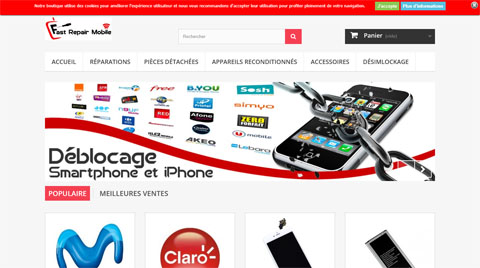 Notre boutique utilise des cookies pour améliorer l'expérience utilisateur et nous vous recommandons d'accepter leur utilisation pour profiter pleinement de votre navigation.
J'accepte
Plus d'informations
Fast Repair Mobile
Rechercher
Panier (vide)
ACCUEIL
RÉPARATIONS
PIÈCES DÉTACHÉES
APPAREILS RECONDITIONNÉS
ACCESSOIRES
DÉSIMLOCKAGE
free
B.YOU
Sosh
simyo
RED
Afone
ZERO FORFAIT
U mobile
AKEO
Lebara
Déblocage
Smartphone et iPhone
POPULAIRE
MEILLEURES VENTES
Claro